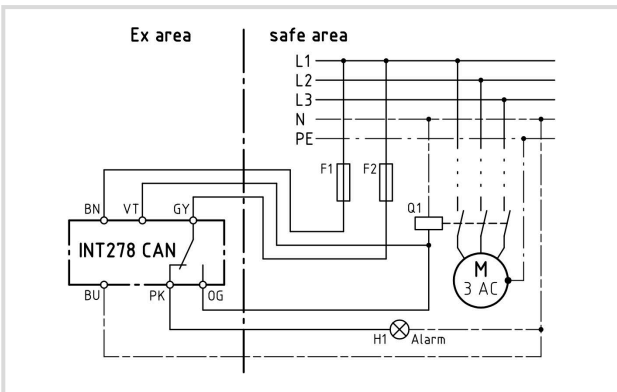 Ex area safe area
L1
L2
L3
N
PE
F1 F2
Q1
BN VT GY
INT278 CAN
M
3 AC
BU PK OG
H1 Alarm